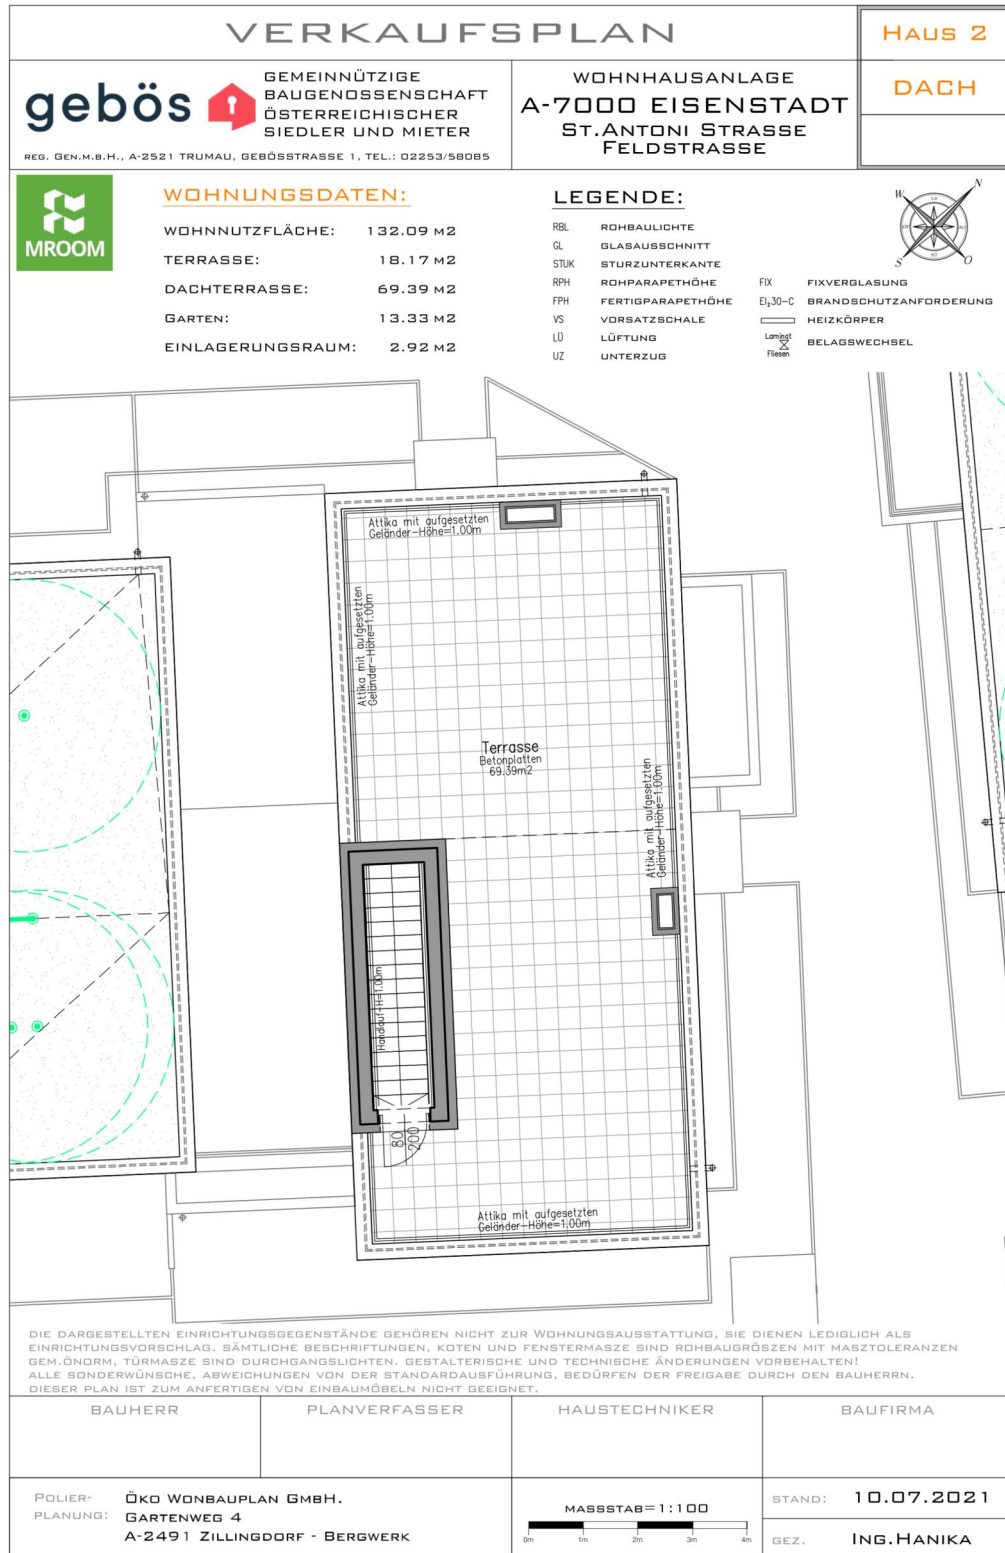 VERKAUFSPLAN
HAUS 2
DACH
gebös
GEMEINNÜTZIGE
BAUGENOSSENSCHAFT
ÖSTERREICHISCHER
SIEDLER UND MIETER
REG. GEN.M.B.H., A-2521 TRUMAU, GEBÖSSTRASSE 1, TEL.: 02253/58085
WOHNHAUSANLAGE
A-7000 EISENSTADT
ST.ANTONI STRASSE
FELDSTRASSE
MROOM
WOHNUNGSDATEN:
WOHNNUTZFLÄCHE: 132.09 M2
TERRASSE: 18.17 M2
DACHTERRASSE: 69.39 M2
GARTEN: 13.33 M2
EINLAGERUNGSRAUM: 2.92 M2
LEGENDE:
RBL ROHBAULICHTE
GL GLASAUSSCHNITT
STUK STURZUNTERKANTE
RPH ROHPARAPETHÖHE
FPH FERTIGPARAPETHÖHE
VS VORSATZSCHALE
LÜ LÜFTUNG
UZ UNTERZUG
FIX FIXVERGLASUNG
EI₂30-C BRANDSCHUTZANFORDERUNG
HEIZKÖRPER
Laminat
Fliesen
BELAGSWECHSEL
W
N
S
O
Attika mit aufgesetzten
Geländer-Höhe=1.00m
Attika mit aufgesetzten
Geländer-Höhe=1.00m
Terrasse
Betonplatten
69.39m2
Attika mit aufgesetzten
Geländer-Höhe=1.00m
Handlauf-H=1.00m
80
200
Attika mit aufgesetzten
Geländer-Höhe=1.00m
DIE DARGESTELLTEN EINRICHTUNGSGEGENSTÄNDE GEHÖREN NICHT ZUR WOHNUNGSAUSSTATTUNG, SIE DIENEN LEDIGLICH ALS
EINRICHTUNGSVORSCHLAG. SÄMTLICHE BESCHRIFTUNGEN, KOTEN UND FENSTERMASZE SIND ROHBAUGRÖSZEN MIT MASZTOLERANZEN
GEM.ÖNORM, TÜRMASZE SIND DURCHGANGSLICHTEN. GESTALTERISCHE UND TECHNISCHE ÄNDERUNGEN VORBEHALTEN!
ALLE SONDERWÜNSCHE, ABWEICHUNGEN VON DER STANDARDAUSFÜHRUNG, BEDÜRFEN DER FREIGABE DURCH DEN BAUHERRN.
DIESER PLAN IST ZUM ANFERTIGEN VON EINBAUMÖBELN NICHT GEEIGNET.
BAUHERR
PLANVERFASSER
HAUSTECHNIKER
BAUFIRMA
POLIER-
PLANUNG:
ÖKO WONBAUPLAN GMBH.
GARTENWEG 4
A-2491 ZILLINGDORF - BERGWERK
MASSSTAB=1:100
0m 1m 2m 3m 4m
STAND: 10.07.2021
GEZ. ING.HANIKA